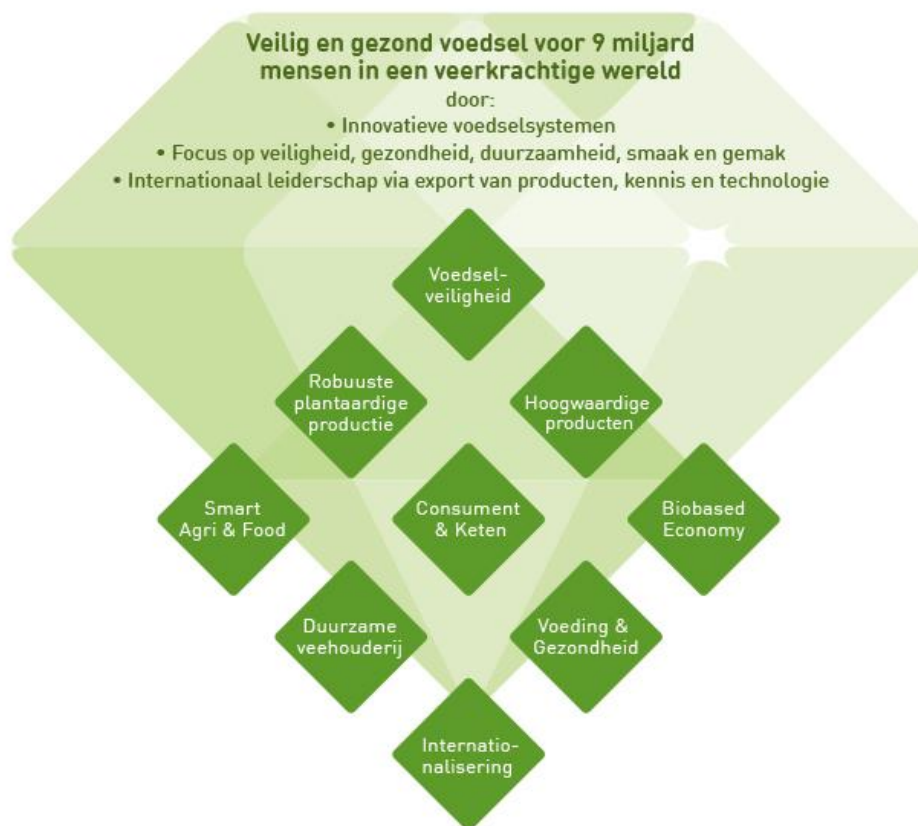 Veilig en gezond voedsel voor 9 miljard
mensen in een veerkrachtige wereld
door:
• Innovatieve voedselsystemen
• Focus op veiligheid, gezondheid, duurzaamheid, smaak en gemak
• Internationaal leiderschap via export van producten, kennis en technologie
Voedsel-
veiligheid
Robuuste
plantaardige
productie
Hoogwaardige
producten
Smart
Agri & Food
Consument
& Keten
Biobased
Economy
Duurzame
veehouderij
Voeding &
Gezondheid
Internatio-
nalisering